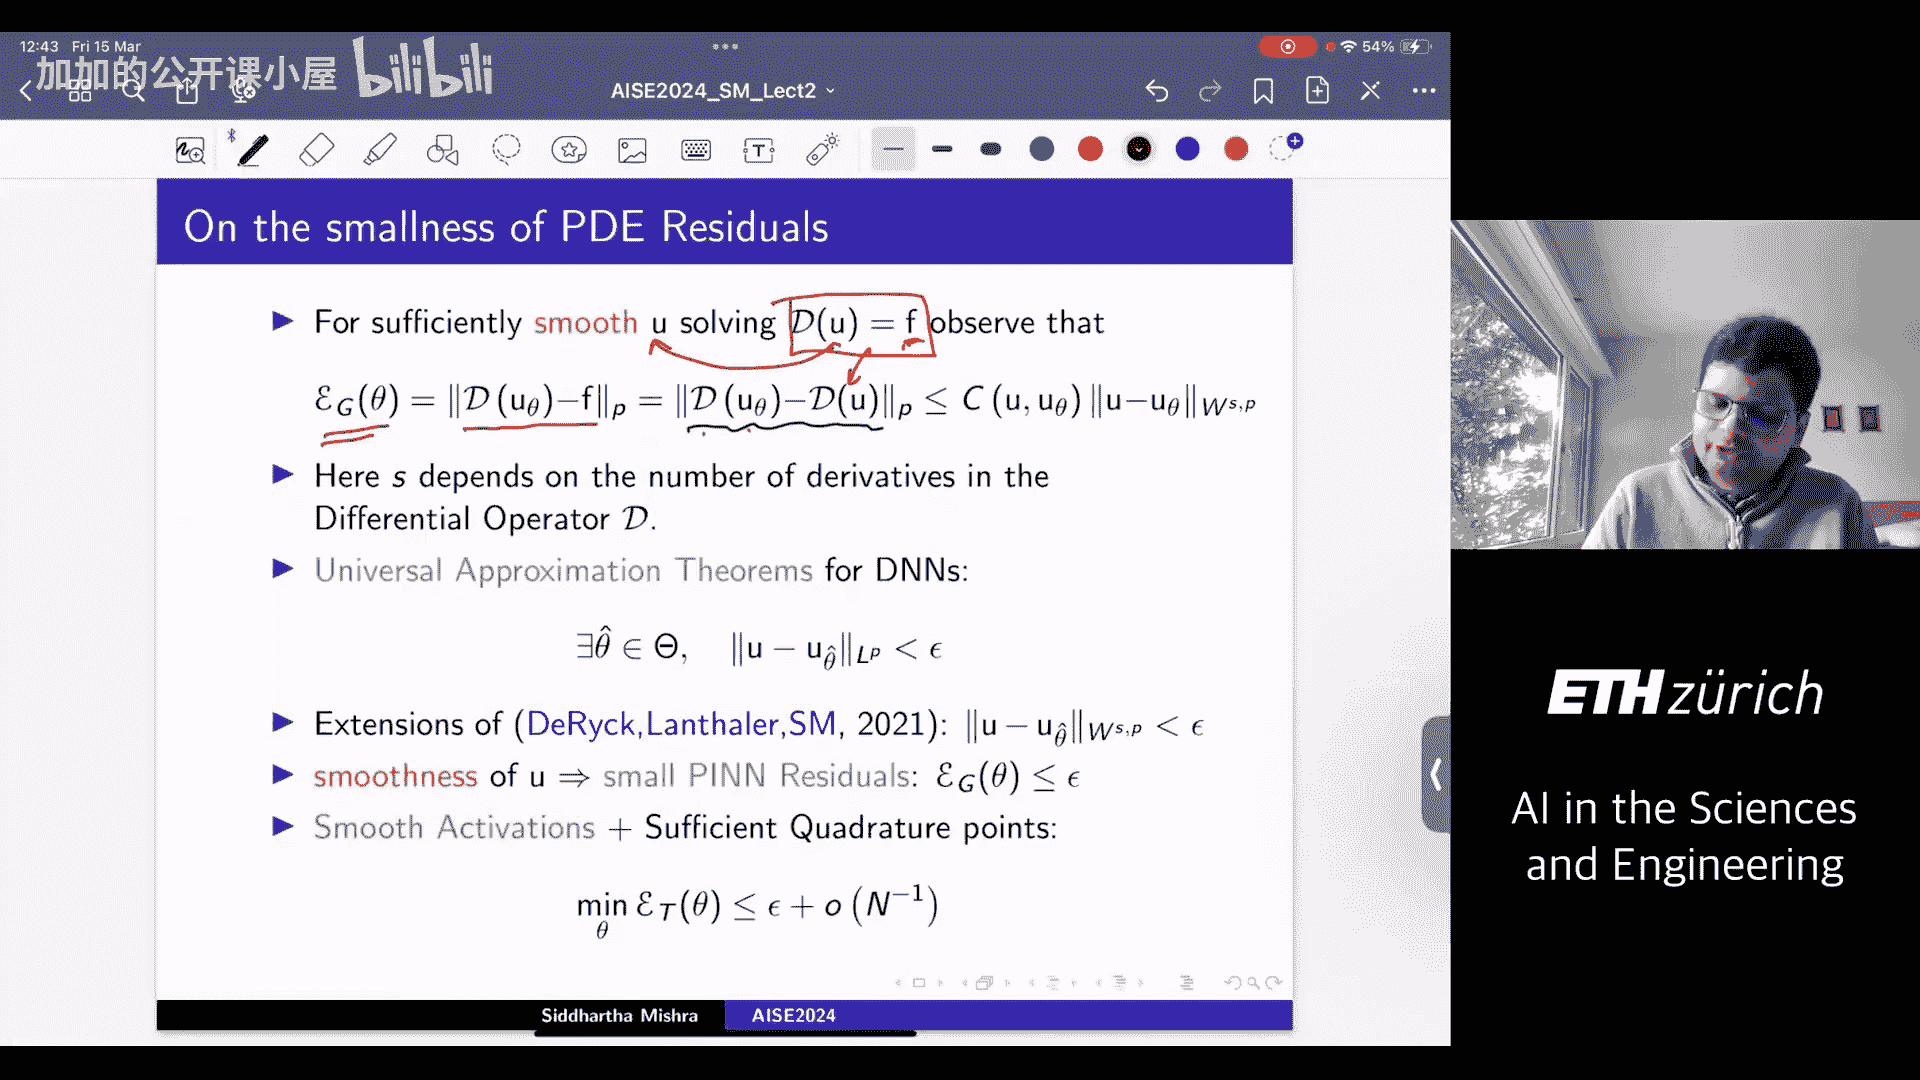 12:43 Fri 15 Mar
54%
加加的公开课小屋 bilibili
AISE2024_SM_Lect2
On the smallness of PDE Residuals
For sufficiently smooth u solving 𝒟(u) = f observe that
ℰ_G(θ) = ‖𝒟(u_θ)−f‖_p = ‖𝒟(u_θ)−𝒟(u)‖_p ≤ C(u, u_θ)‖u−u_θ‖_{W^{s,p}}
Here s depends on the number of derivatives in the
Differential Operator 𝒟.
Universal Approximation Theorems for DNNs:
∃θ̂ ∈ Θ, ‖u − u_θ̂‖_{L^p} < ϵ
Extensions of (DeRyck,Lanthaler,SM, 2021): ‖u − u_θ̂‖_{W^{s,p}} < ϵ
smoothness of u ⇒ small PINN Residuals: ℰ_G(θ) ≤ ϵ
Smooth Activations + Sufficient Quadrature points:
min_θ ℰ_T(θ) ≤ ϵ + o(N^{−1})
Siddhartha Mishra AISE2024
ETH zürich
AI in the Sciences
and Engineering